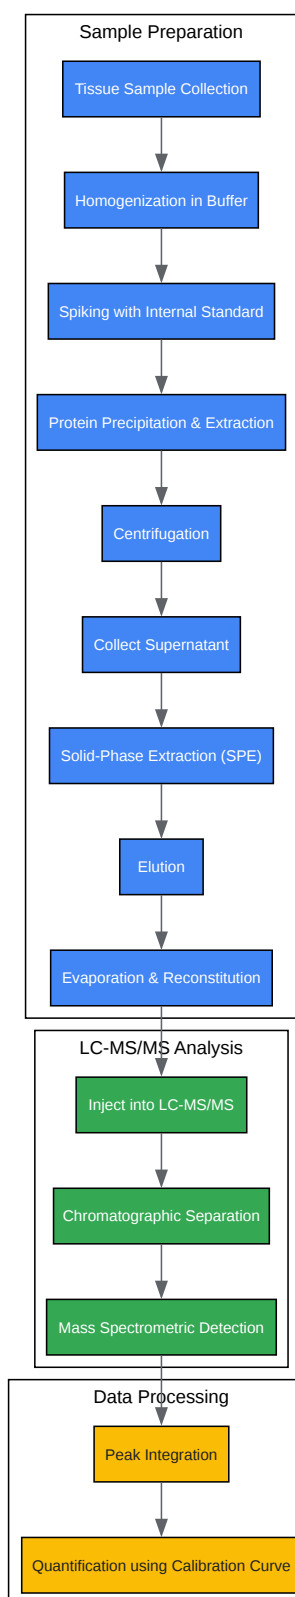 Sample Preparation
Tissue Sample Collection
Homogenization in Buffer
Spiking with Internal Standard
Protein Precipitation & Extraction
Centrifugation
Collect Supernatant
Solid-Phase Extraction (SPE)
Elution
Evaporation & Reconstitution
LC-MS/MS Analysis
Inject into LC-MS/MS
Chromatographic Separation
Mass Spectrometric Detection
Data Processing
Peak Integration
Quantification using Calibration Curve